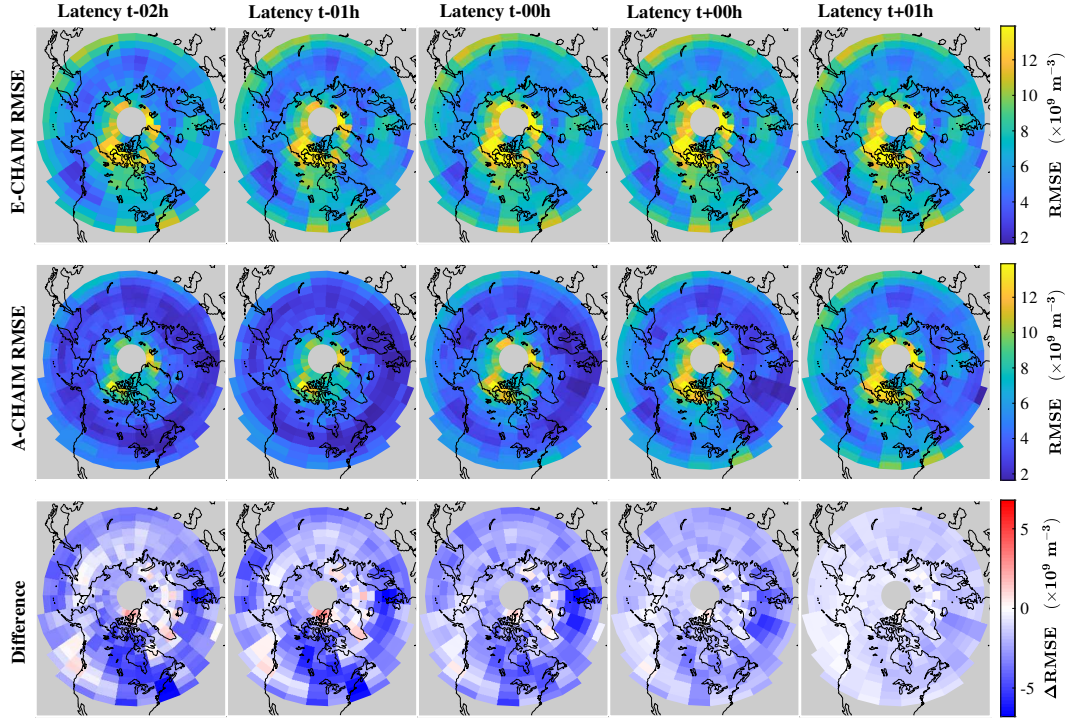 Latency t-02h
Latency t-01h
Latency t-00h
Latency t+00h
Latency t+01h
E-CHAIM RMSE
12
10
8
6
4
2
RMSE (×10⁹ m⁻³)
A-CHAIM RMSE
12
10
8
6
4
2
RMSE (×10⁹ m⁻³)
Difference
5
0
-5
ΔRMSE (×10⁹ m⁻³)